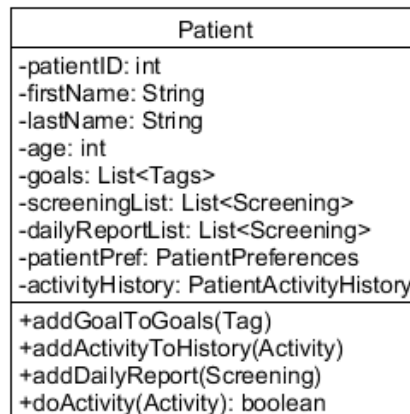 Patient
-patientID: int
-firstName: String
-lastName: String
-age: int
-goals: List<Tags>
-screeningList: List<Screening>
-dailyReportList: List<Screening>
-patientPref: PatientPreferences
-activityHistory: PatientActivityHistory
+addGoalToGoals(Tag)
+addActivityToHistory(Activity)
+addDailyReport(Screening)
+doActivity(Activity): boolean